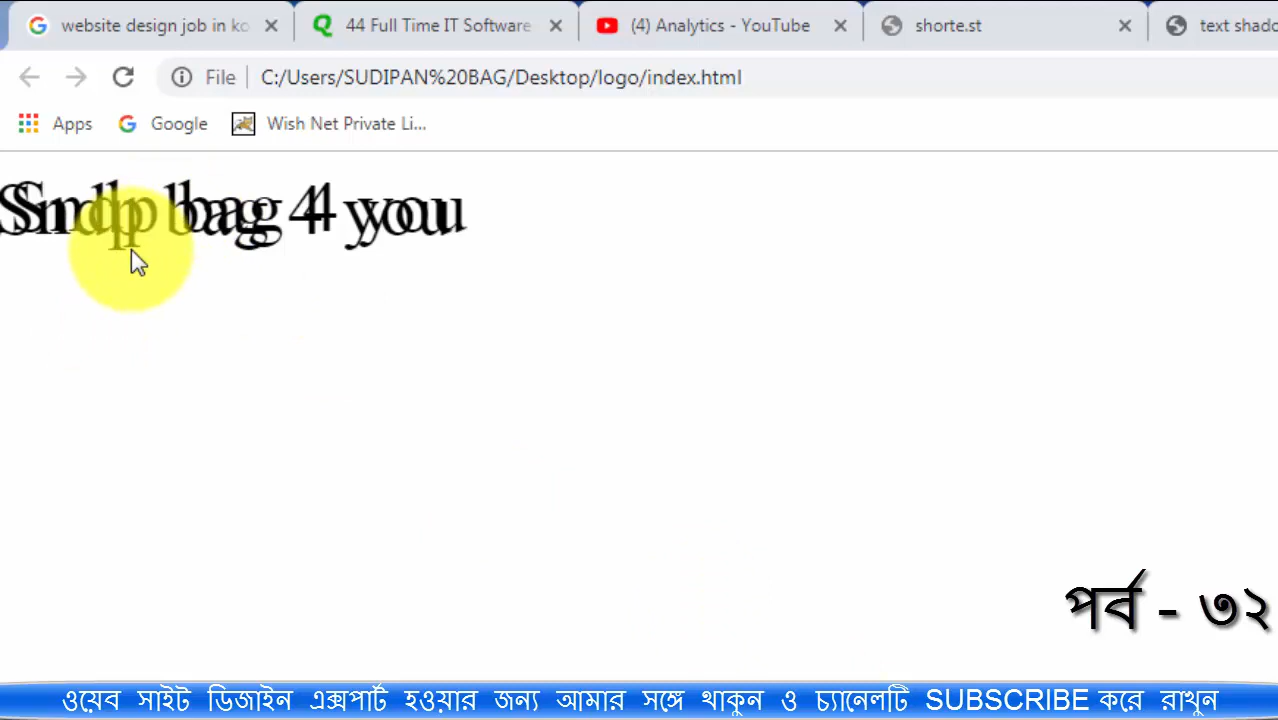 website design job in ko
44 Full Time IT Software
(4) Analytics - YouTube
shorte.st
text shado
File
C:/Users/SUDIPAN%20BAG/Desktop/logo/index.html
Apps
Google
Wish Net Private Li...
bag 4 you
পর্ব - ৩২
ওয়েব সাইট ডিজাইন এক্সপার্ট হওয়ার জন্য আমার সঙ্গে থাকুন ও চ্যানেলটি SUBSCRIBE করে রাখুন